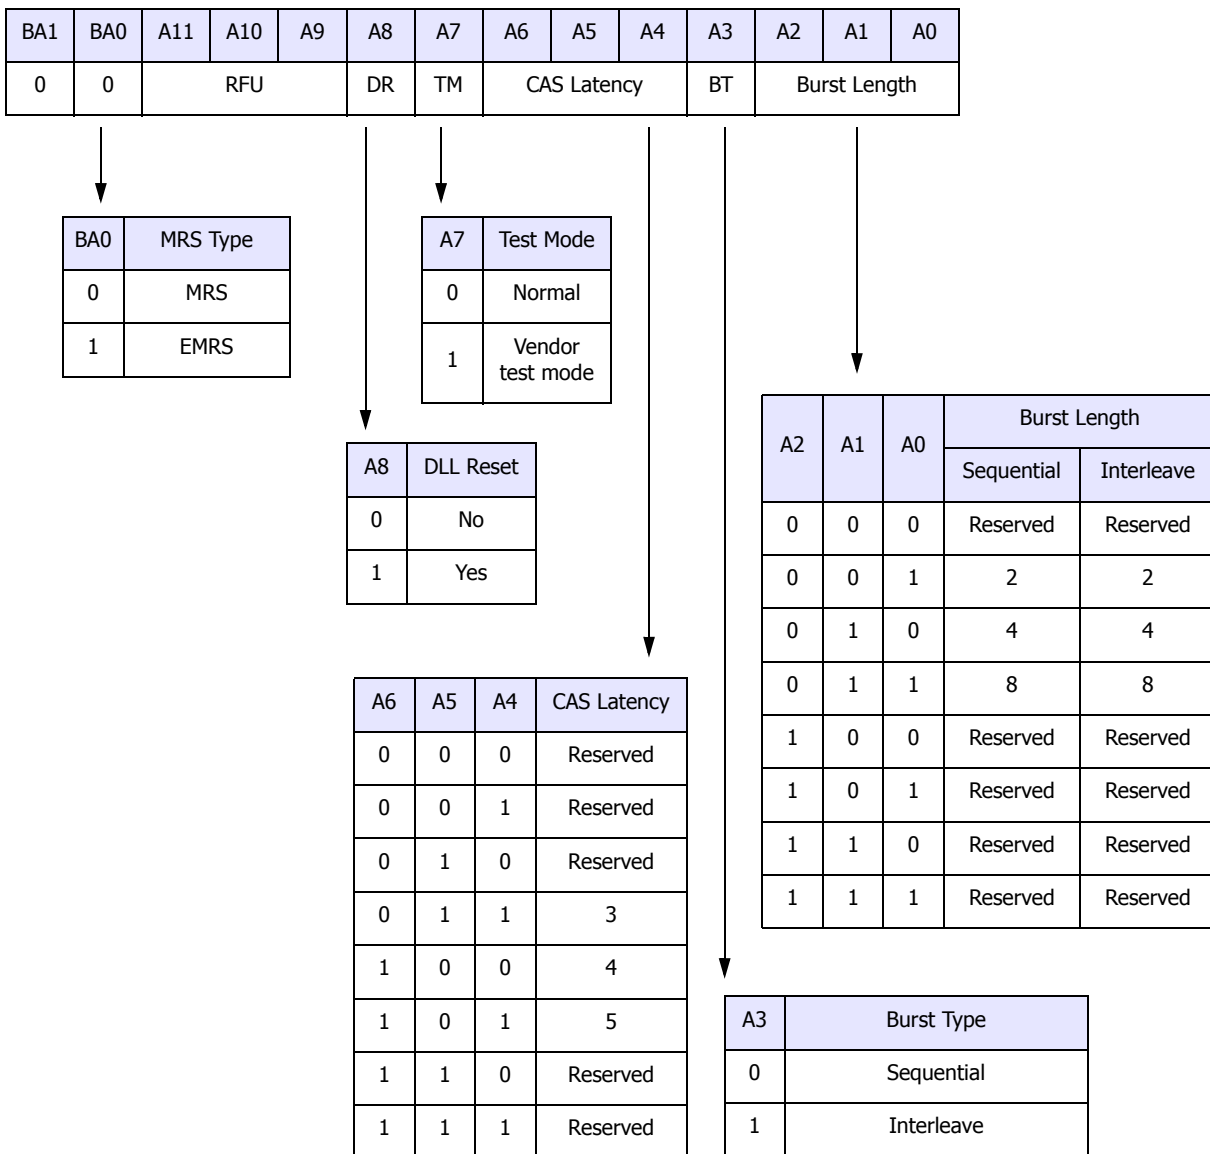 BA1 BA0 A11 A10 A9 A8 A7 A6 A5 A4 A3 A2 A1 A0
0 0 RFU DR TM CAS Latency BT Burst Length
BA0 MRS Type
0 MRS
1 EMRS
A7 Test Mode
0 Normal
1 Vendor
test mode
A8 DLL Reset
0 No
1 Yes
A2 A1 A0 Burst Length
Sequential Interleave
0 0 0 Reserved Reserved
0 0 1 2 2
0 1 0 4 4
0 1 1 8 8
1 0 0 Reserved Reserved
1 0 1 Reserved Reserved
1 1 0 Reserved Reserved
1 1 1 Reserved Reserved
A6 A5 A4 CAS Latency
0 0 0 Reserved
0 0 1 Reserved
0 1 0 Reserved
0 1 1 3
1 0 0 4
1 0 1 5
1 1 0 Reserved
1 1 1 Reserved
A3 Burst Type
0 Sequential
1 Interleave